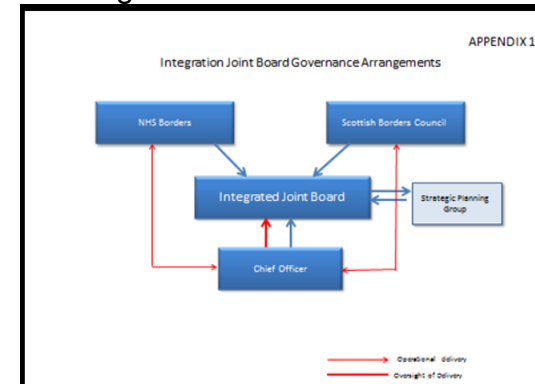 APPENDIX 1
Integration Joint Board Governance Arrangements
NHS Borders
Scottish Borders Council
Integrated Joint Board
Strategic Planning
Group
Chief Officer
Operational delivery
Oversight of Delivery